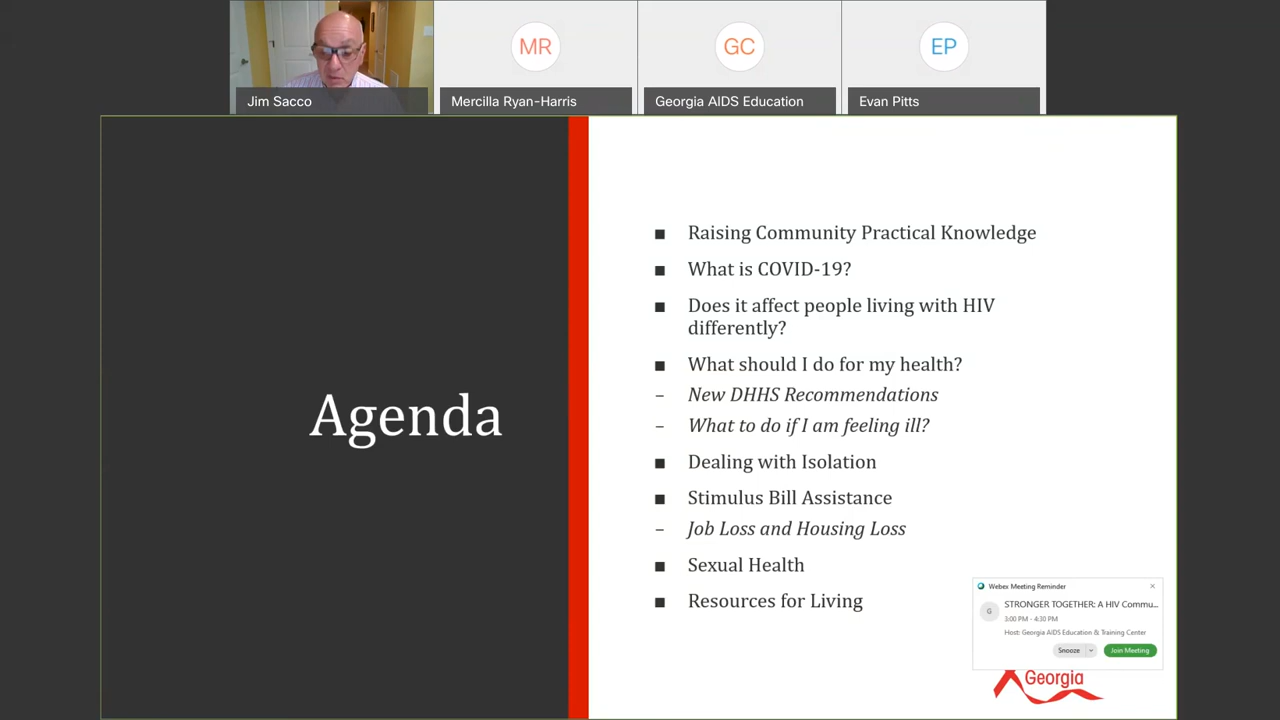 MR
GC
EP
Jim Sacco
Mercilla Ryan-Harris
Georgia AIDS Education
Evan Pitts
Agenda
■ Raising Community Practical Knowledge
■ What is COVID-19?
■ Does it affect people living with HIV
differently?
■ What should I do for my health?
– New DHHS Recommendations
– What to do if I am feeling ill?
■ Dealing with Isolation
■ Stimulus Bill Assistance
– Job Loss and Housing Loss
■ Sexual Health
■ Resources for Living
Webex Meeting Reminder
G
STRONGER TOGETHER: A HIV Commu...
3:00 PM - 4:30 PM
Host: Georgia AIDS Education & Training Center
Snooze
Join Meeting
Georgia